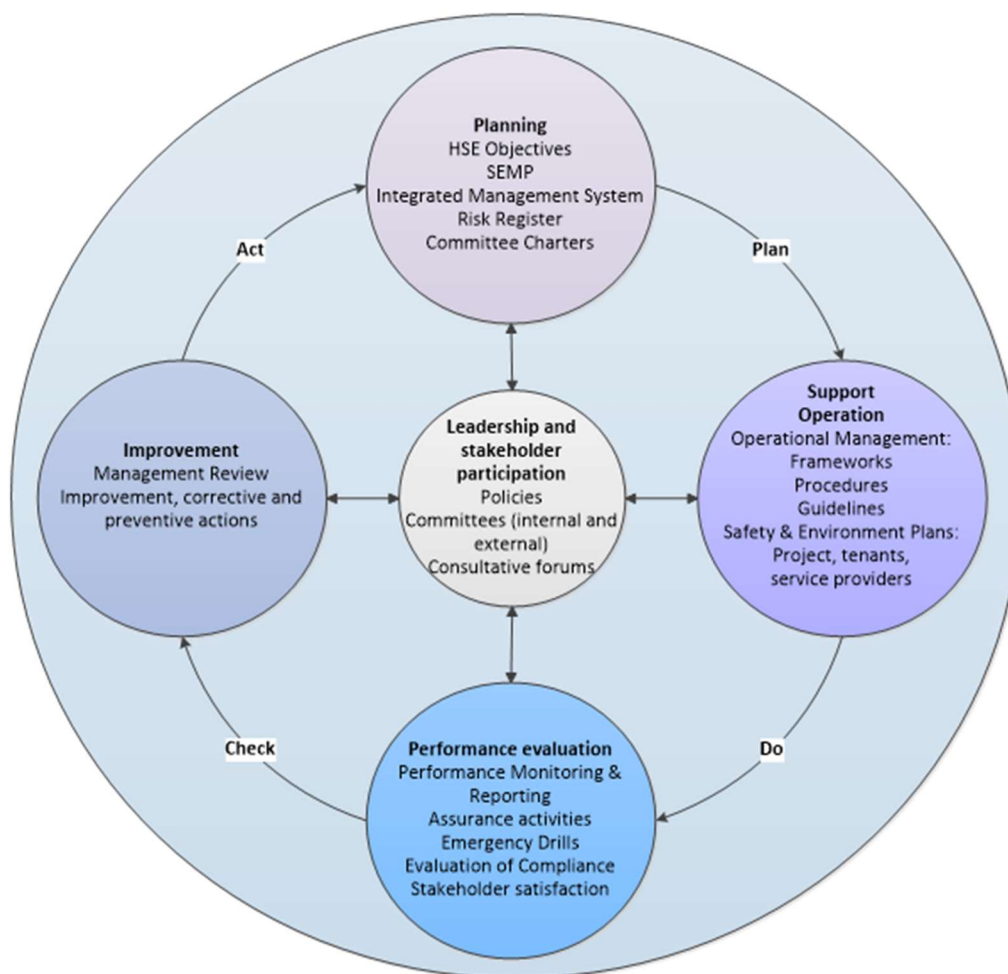 Planning
HSE Objectives
SEMP
Integrated Management System
Risk Register
Committee Charters
Act
Plan
Improvement
Management Review
Improvement, corrective and
preventive actions
Leadership and
stakeholder
participation
Policies
Committees (internal and
external)
Consultative forums
Support
Operation
Operational Management:
Frameworks
Procedures
Guidelines
Safety & Environment Plans:
Project, tenants,
service providers
Check
Do
Performance evaluation
Performance Monitoring &
Reporting
Assurance activities
Emergency Drills
Evaluation of Compliance
Stakeholder satisfaction